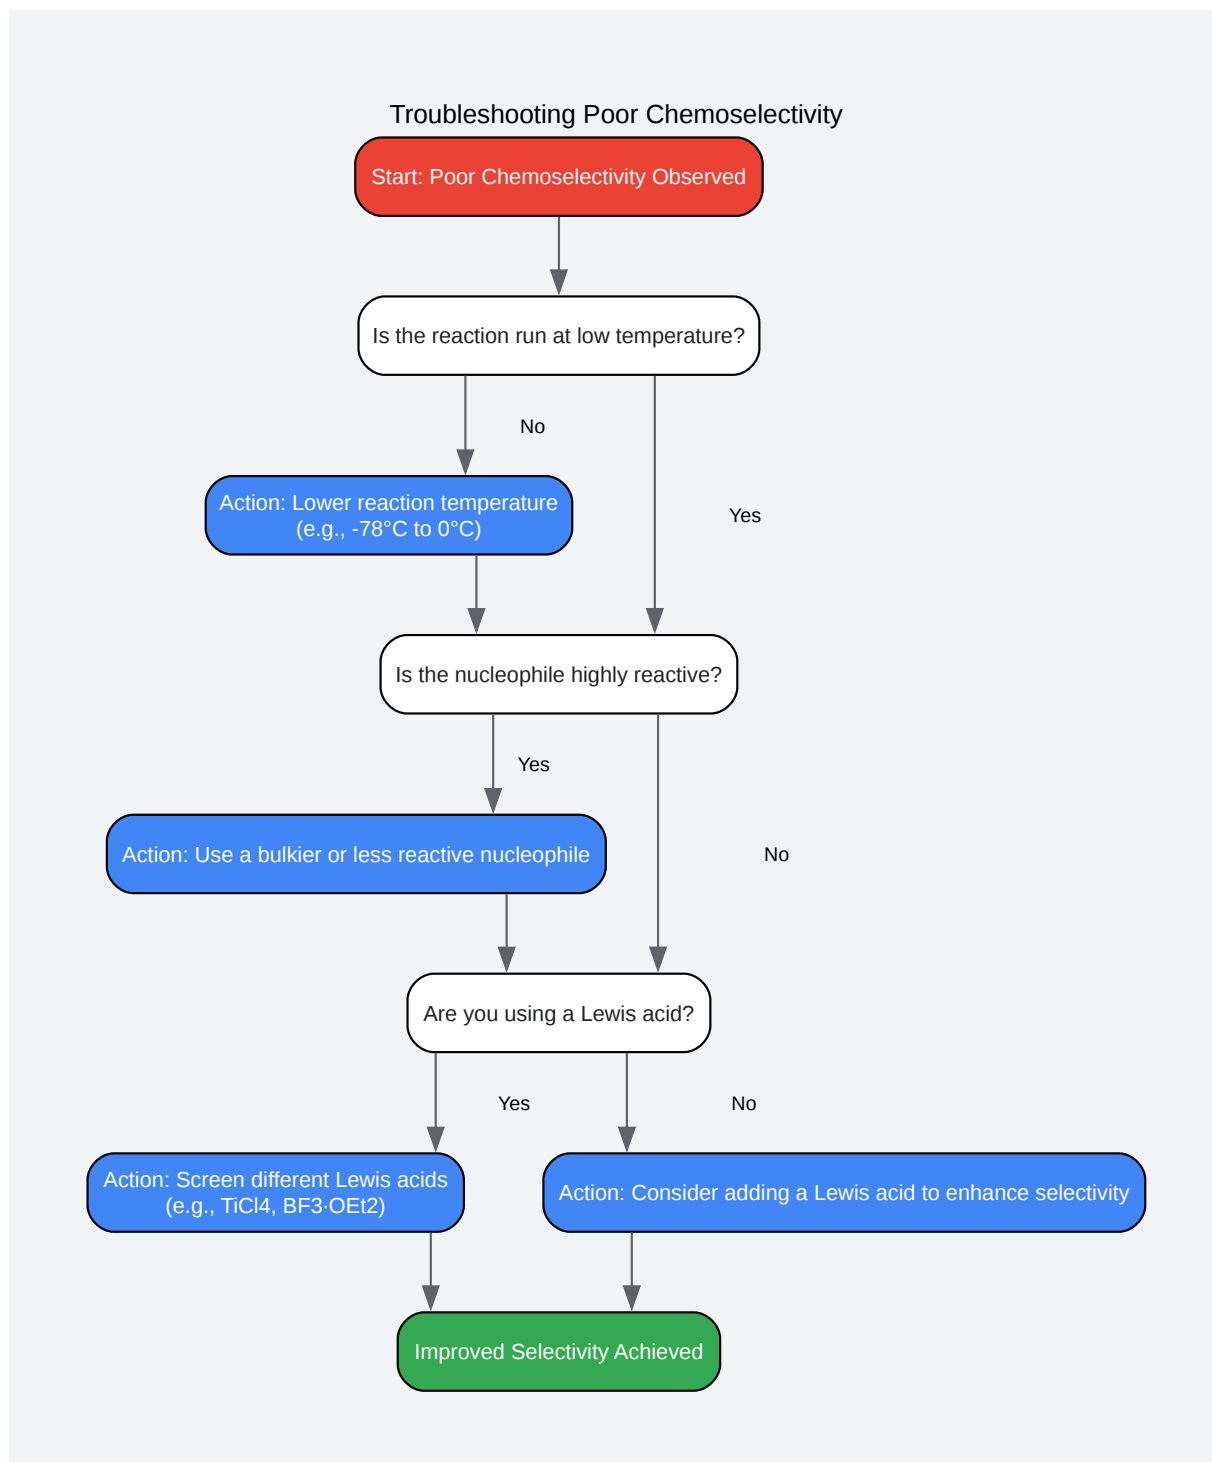 Troubleshooting Poor Chemoselectivity
Start: Poor Chemoselectivity Observed
Is the reaction run at low temperature?
No
Action: Lower reaction temperature
(e.g., -78°C to 0°C)
Yes
Is the nucleophile highly reactive?
Yes
Action: Use a bulkier or less reactive nucleophile
No
Are you using a Lewis acid?
Yes
No
Action: Screen different Lewis acids
(e.g., TiCl4, BF3·OEt2)
Action: Consider adding a Lewis acid to enhance selectivity
Improved Selectivity Achieved